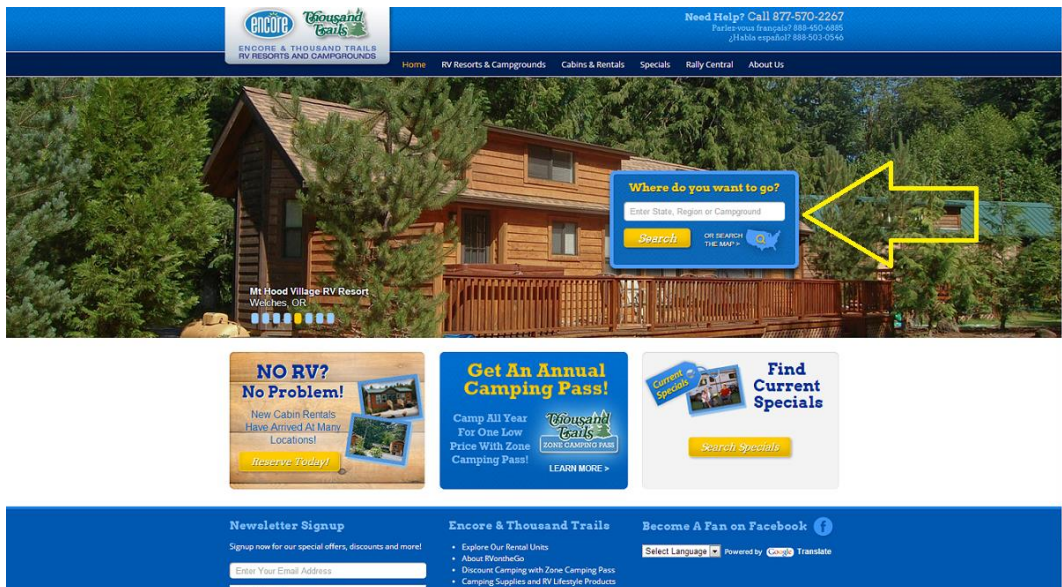 encore
Thousand Trails
ENCORE & THOUSAND TRAILS
RV RESORTS AND CAMPGROUNDS
Need Help? Call 877-570-2267
Parlez-vous français? 888-450-6885
¿Habla español? 888-503-0546
Home RV Resorts & Campgrounds Cabins & Rentals Specials Rally Central About Us
Where do you want to go?
Enter State, Region or Campground
Search
OR SEARCH
THE MAP »
Mt Hood Village RV Resort
Welches, OR
NO RV?
No Problem!
New Cabin Rentals
Have Arrived At Many
Locations!
Reserve Today!
Get An Annual
Camping Pass!
Camp All Year
For One Low
Price With Zone
Camping Pass!
Thousand
Trails
ZONE CAMPING PASS
LEARN MORE >
Current
Specials
Find
Current
Specials
Search Specials
Newsletter Signup
Signup now for our special offers, discounts and more!
Enter Your Email Address
Encore & Thousand Trails
• Explore Our Rental Units
• About RVontheGo
• Discount Camping with Zone Camping Pass
• Camping Supplies and RV Lifestyle Products
Become A Fan on Facebook f
Select Language Powered by Google Translate